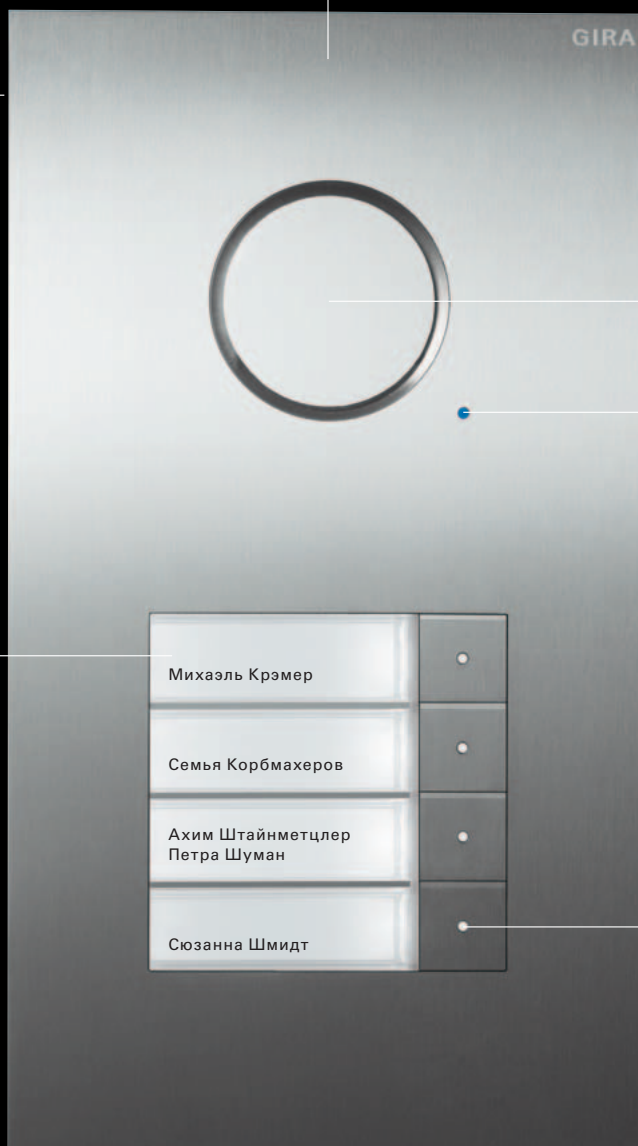 GIRA
Михаэль Крэмер
Семья Корбмахеров
Ахим Штайнметцлер
Петра Шуман
Сюзанна Шмидт